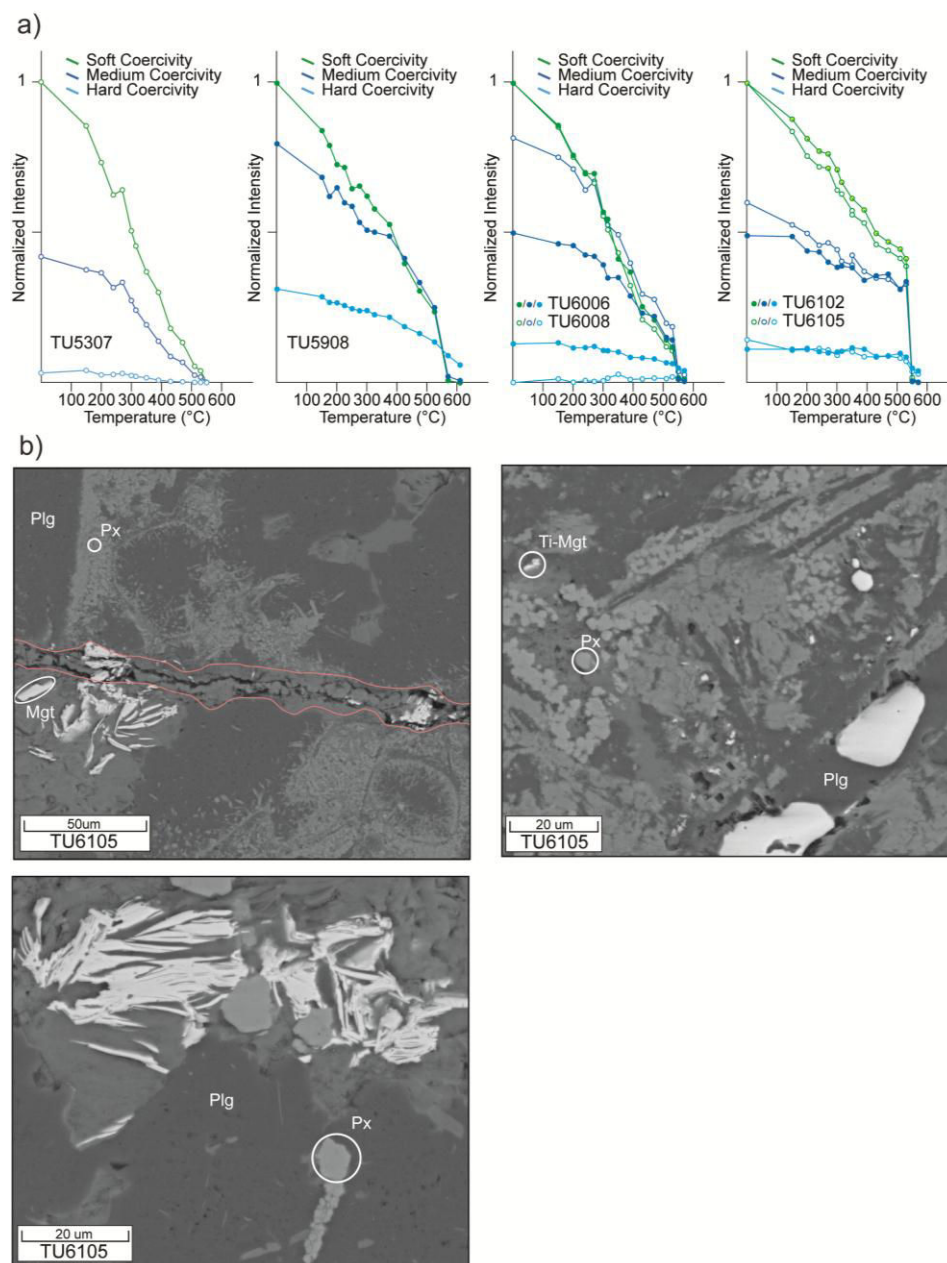 a)
Soft Coercivity
Medium Coercivity
Hard Coercivity
1
Normalized Intensity
TU5307
100 200 300 400 500 600
Temperature (°C)
Soft Coercivity
Medium Coercivity
Hard Coercivity
1
Normalized Intensity
TU5908
100 200 300 400 500 600
Temperature (°C)
Soft Coercivity
Medium Coercivity
Hard Coercivity
1
Normalized Intensity
/ / TU6006
/ / TU6008
100 200 300 400 500 600
Temperature (°C)
Soft Coercivity
Medium Coercivity
Hard Coercivity
1
Normalized Intensity
/ / TU6102
/ / TU6105
100 200 300 400 500 600
Temperature (°C)
b)
Plg
Px
Mgt
50um
TU6105
Ti-Mgt
Px
Plg
20 um
TU6105
Plg
Px
20 um
TU6105